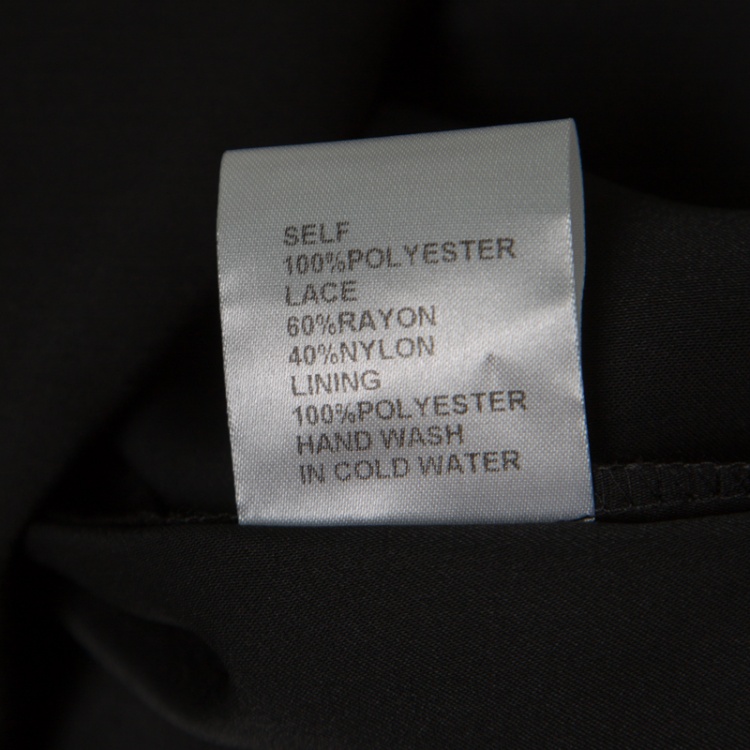 SELF
100%POLYESTER
LACE
60%RAYON
40%NYLON
LINING
100%POLYESTER
HAND WASH
IN COLD WATER